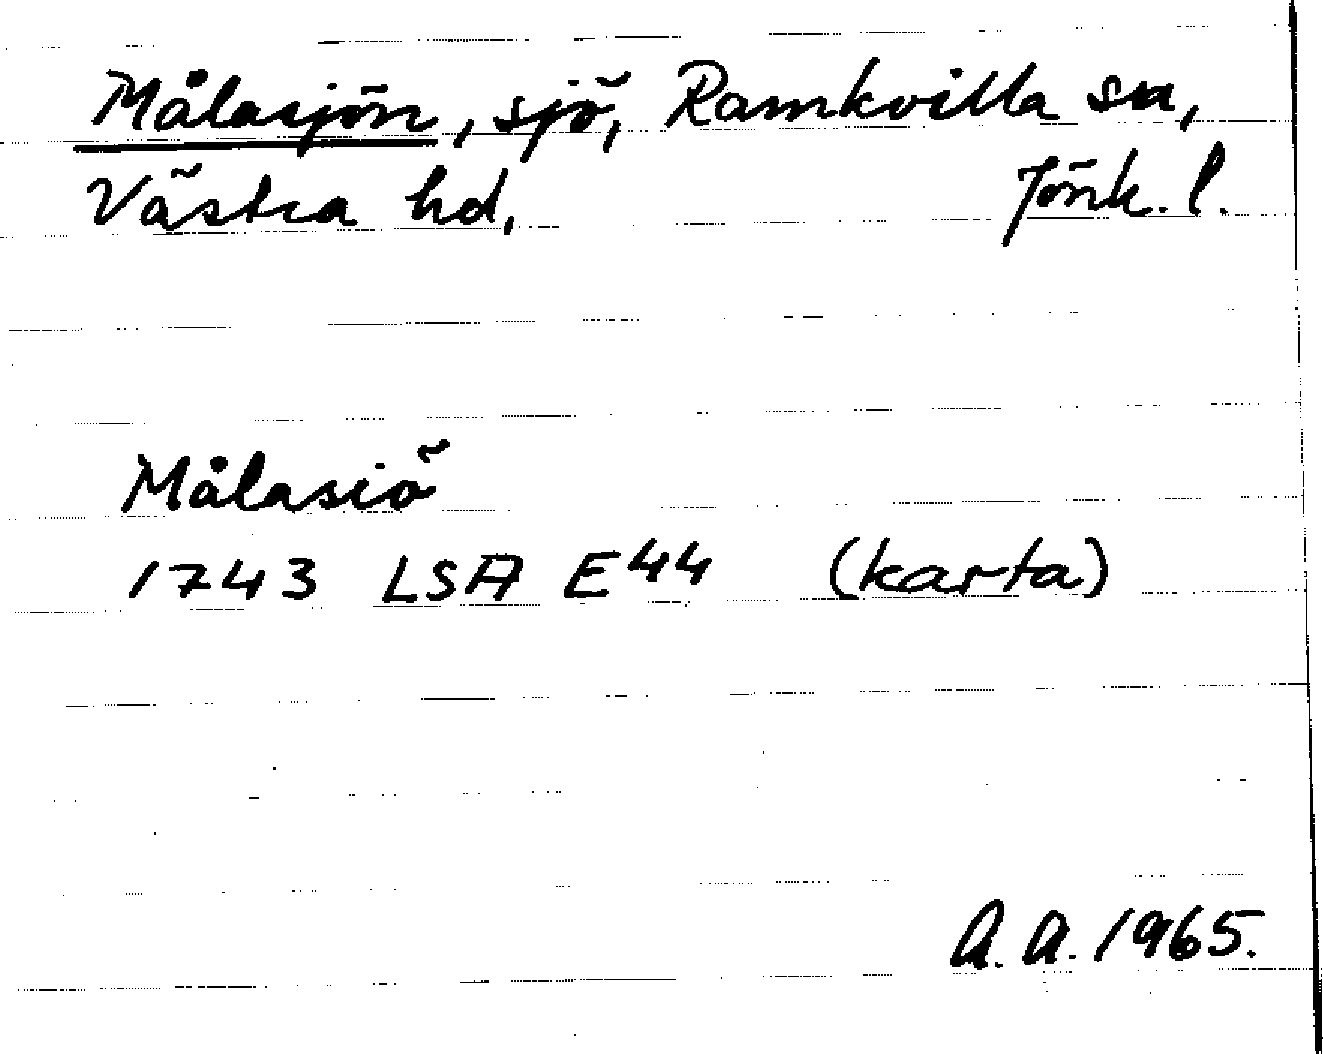 Målasjön, sjö, Ramkvilla sn,
Västra hd, Jönk. l.
Målasiö
1743 LSA E44 (karta)
A. A. 1965.